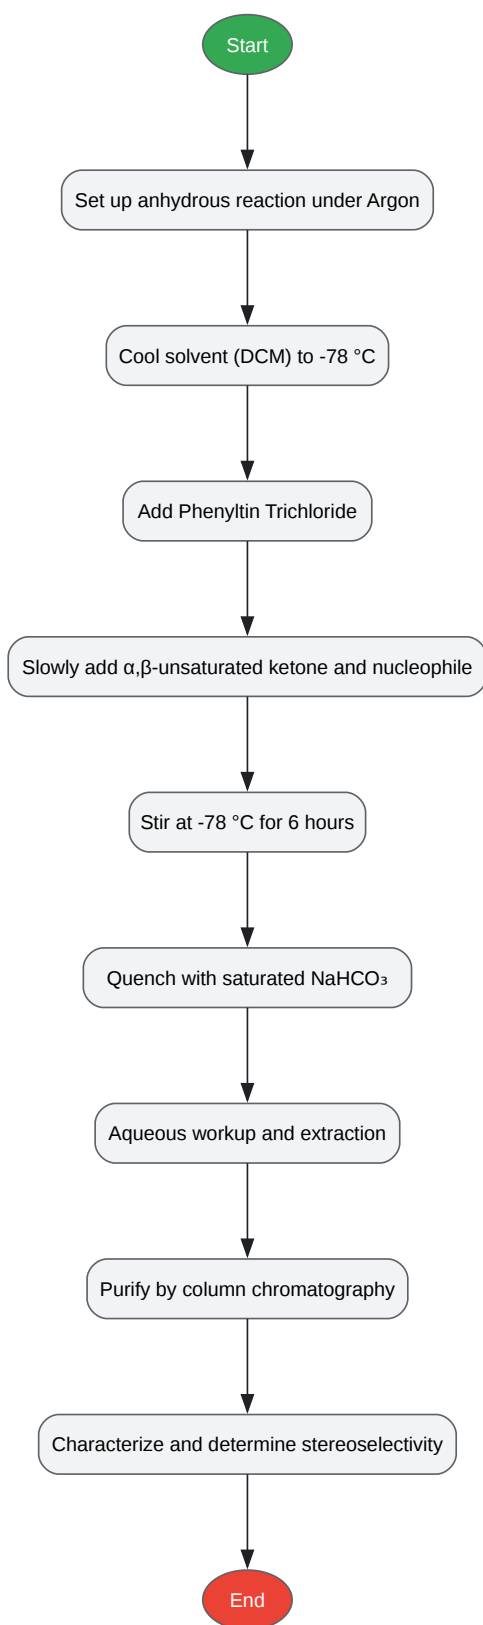 Start
Set up anhydrous reaction under Argon
Cool solvent (DCM) to -78 °C
Add Phenyltin Trichloride
Slowly add α,β-unsaturated ketone and nucleophile
Stir at -78 °C for 6 hours
Quench with saturated NaHCO₃
Aqueous workup and extraction
Purify by column chromatography
Characterize and determine stereoselectivity
End